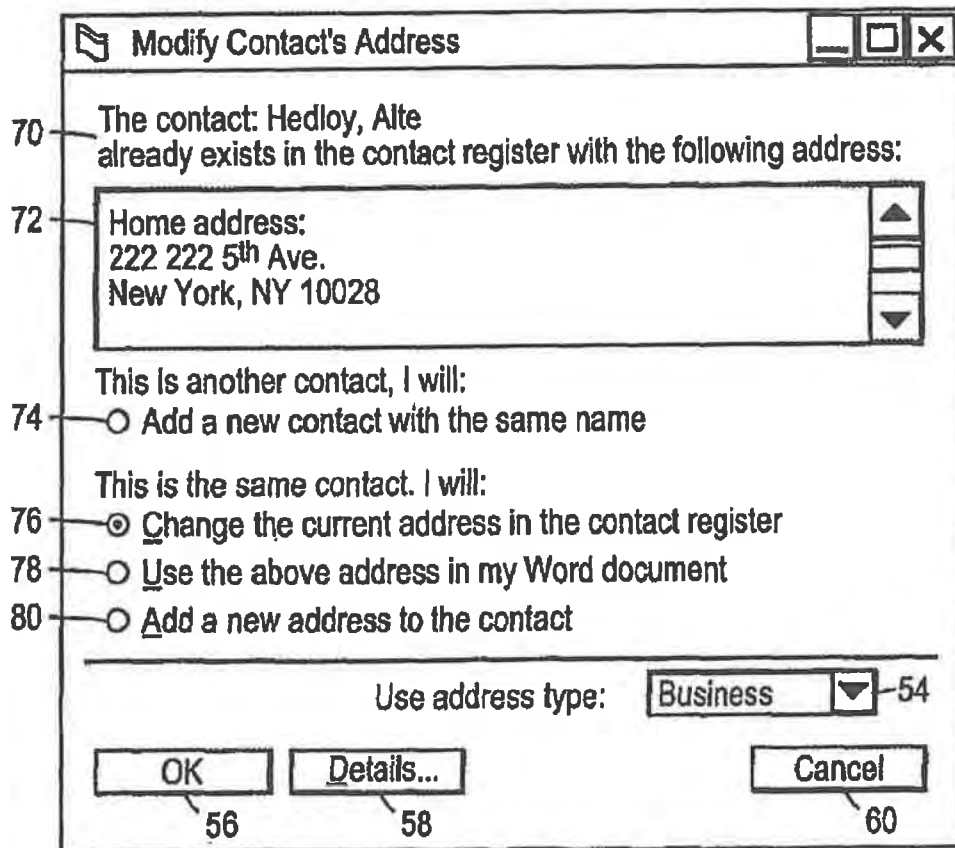 Modify Contact's Address
70 The contact: Hedloy, Alte
already exists in the contact register with the following address:
72 Home address:
222 222 5th Ave.
New York, NY 10028
This is another contact, I will:
74 Add a new contact with the same name
This is the same contact. I will:
76 Change the current address in the contact register
78 Use the above address in my Word document
80 Add a new address to the contact
Use address type: Business 54
OK Details... Cancel
56 58 60